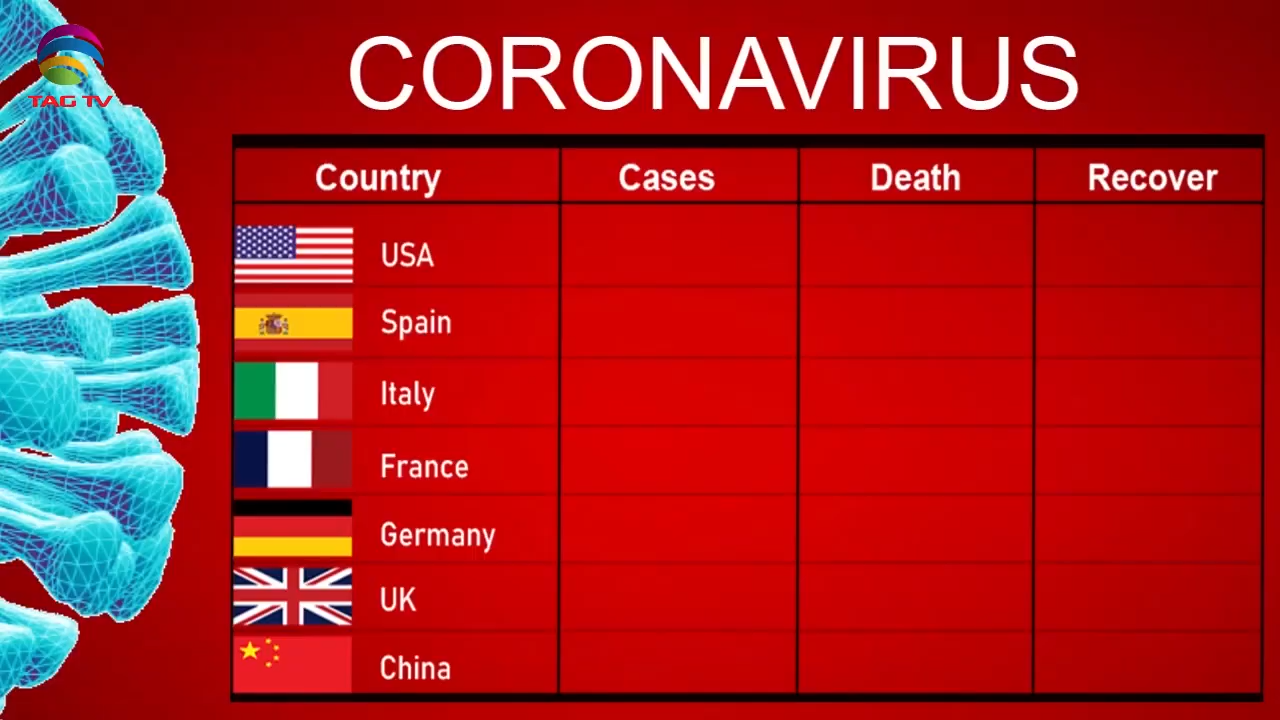 TAG TV
CORONAVIRUS
Country Cases Death Recover
USA
Spain
Italy
France
Germany
UK
China